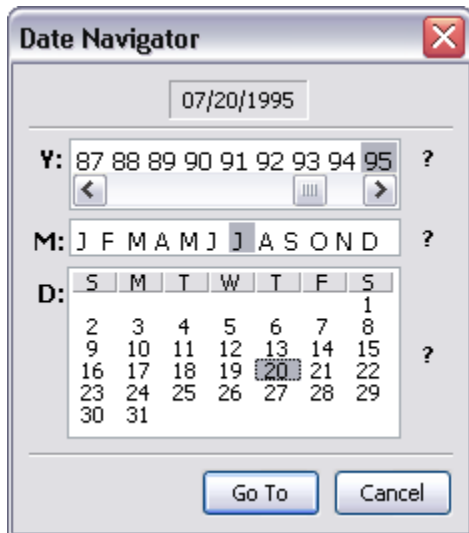 Date Navigator
07/20/1995
Y: 87 88 89 90 91 92 93 94 95 ?
M: J F M A M J J A S O N D ?
D: S M T W T F S
1
2 3 4 5 6 7 8
9 10 11 12 13 14 15
16 17 18 19 20 21 22 ?
23 24 25 26 27 28 29
30 31
Go To Cancel